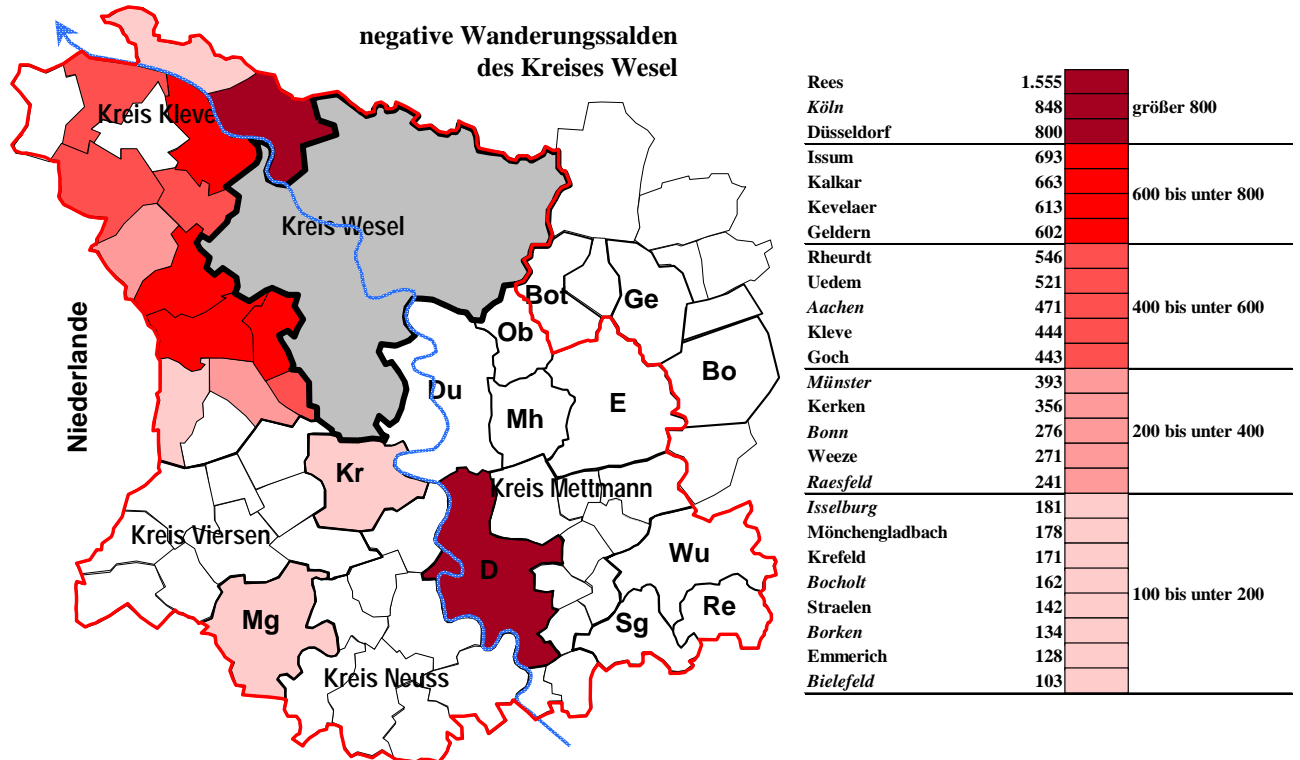 negative Wanderungssalden
des Kreises Wesel
Kreis Kleve
Kreis Wesel
Niederlande
Bot
Ge
Ob
Bo
Du
Mh
E
Kr
Kreis Mettmann
Kreis Viersen
Wu
D
Re
Mg
Sg
Kreis Neuss
Rees 1.555
Köln 848 größer 800
Düsseldorf 800
Issum 693
Kalkar 663
600 bis unter 800
Kevelaer 613
Geldern 602
Rheurdt 546
Uedem 521
Aachen 471 400 bis unter 600
Kleve 444
Goch 443
Münster 393
Kerken 356
Bonn 276 200 bis unter 400
Weeze 271
Raesfeld 241
Isselburg 181
Mönchengladbach 178
Krefeld 171
Bocholt 162
100 bis unter 200
Straelen 142
Borken 134
Emmerich 128
Bielefeld 103